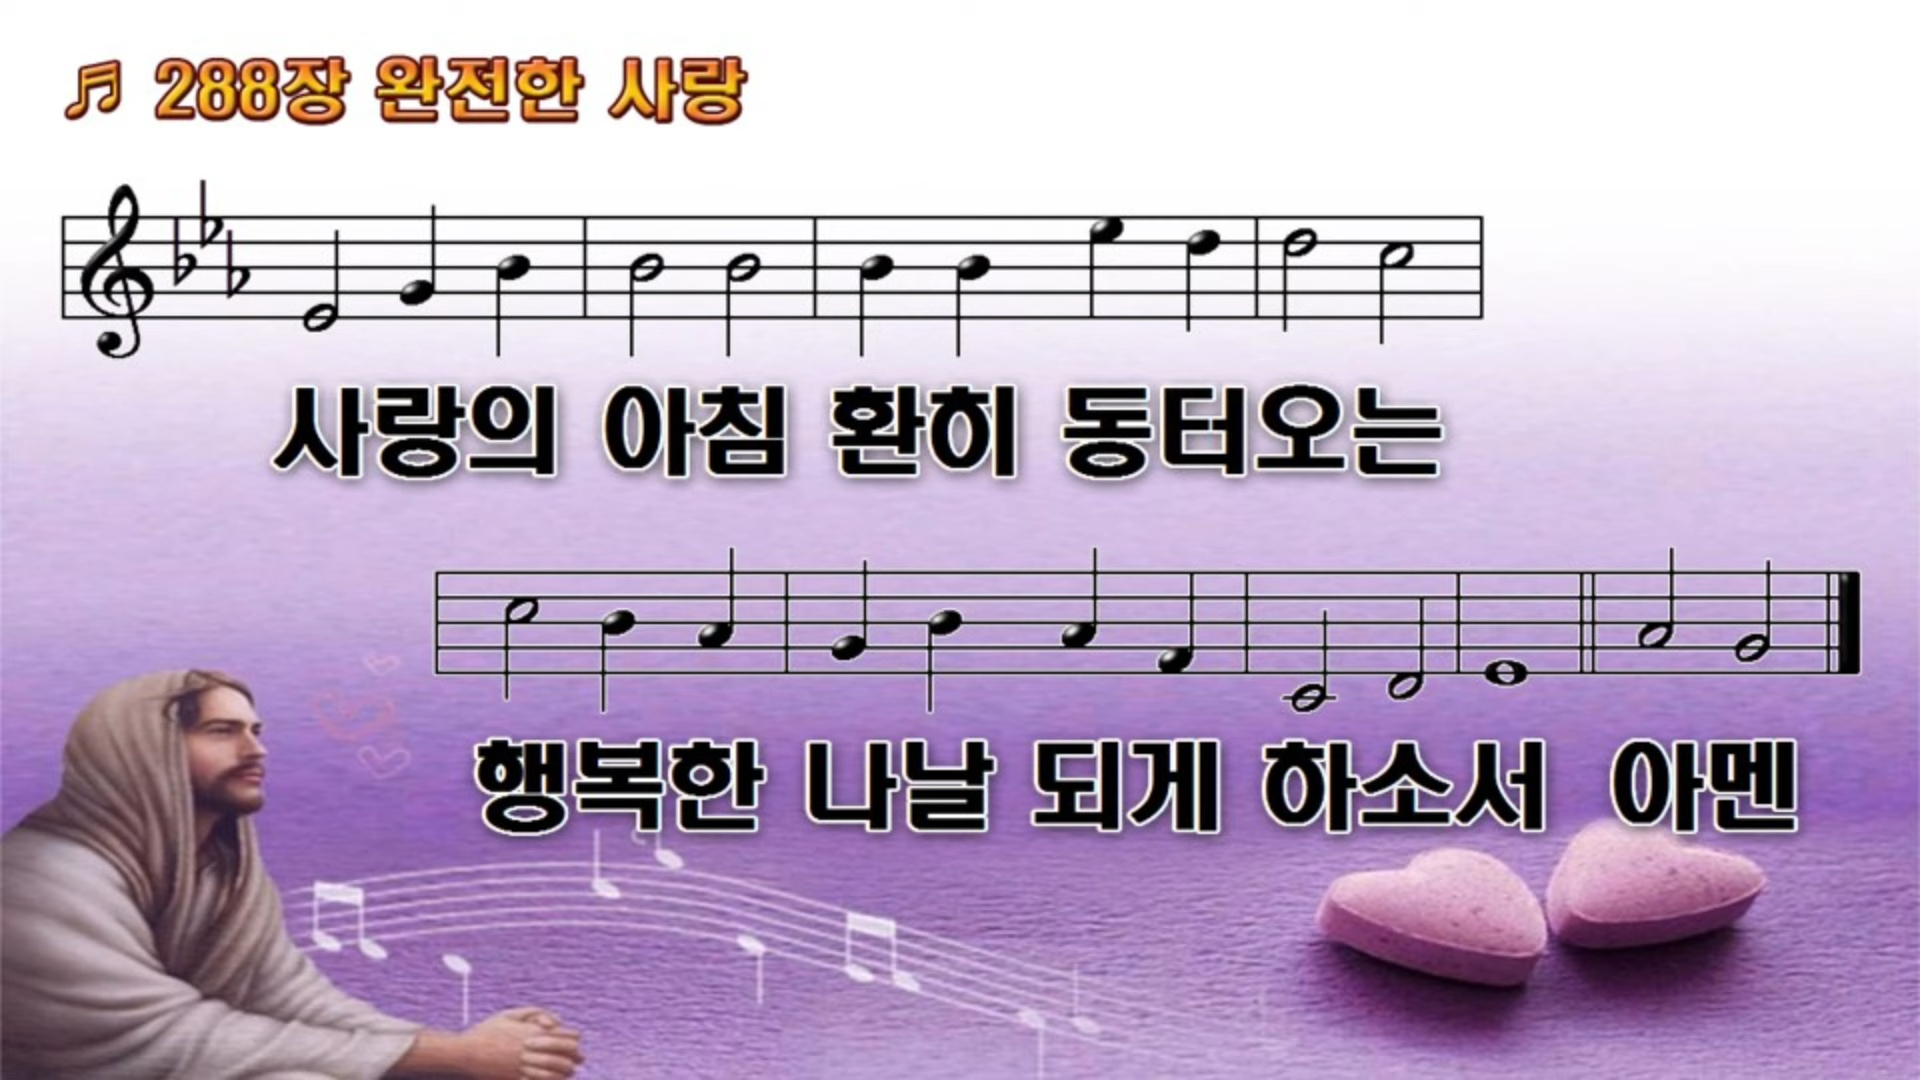 288장 완전한 사랑
사랑의 아침 환히 동터오는
행복한 나날 되게 하소서 아멘